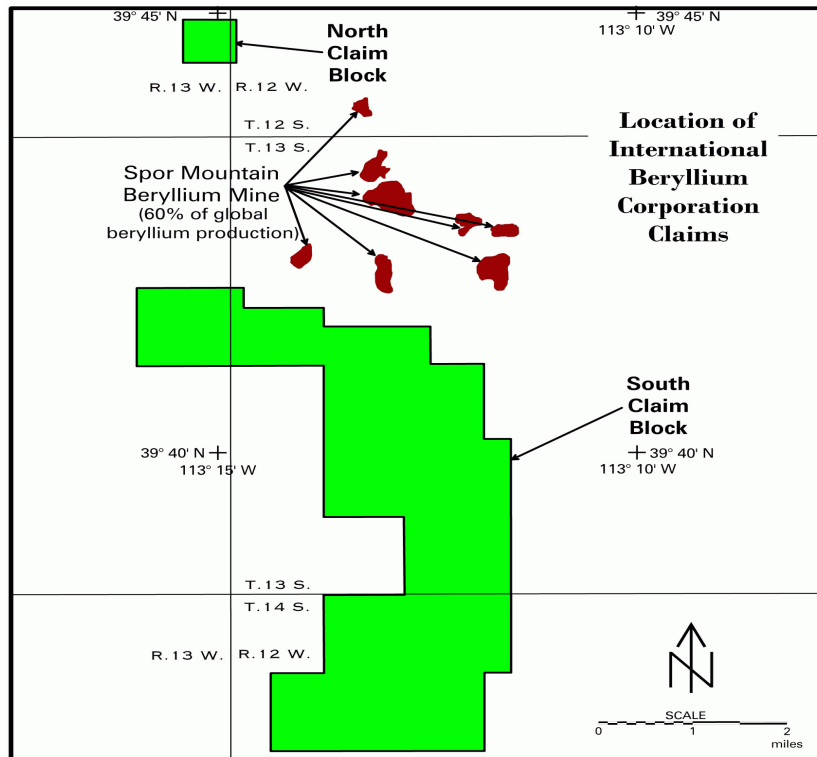 39° 45' N
39° 45' N
113° 10' W
North
Claim
Block
R.13 W.
R.12 W.
T.12 S.
T.13 S.
Location of
International
Beryllium
Corporation
Claims
Spor Mountain
Beryllium Mine
(60% of global
beryllium production)
South
Claim
Block
39° 40' N
113° 15' W
39° 40' N
113° 10' W
T.13 S.
T.14 S.
R.13 W.
R.12 W.
N
SCALE
0
1
2
miles